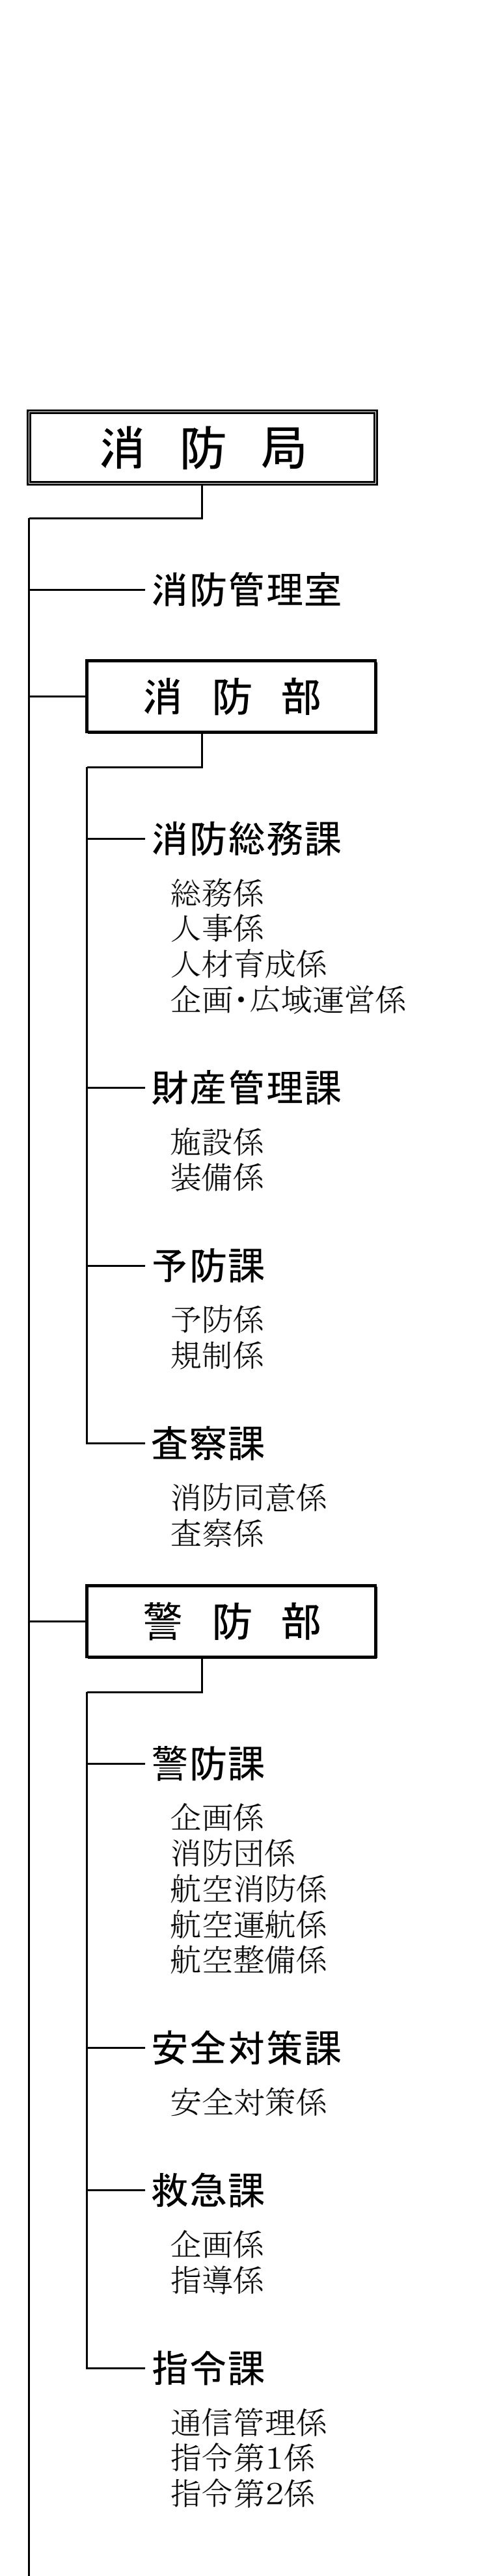 消防局
消防管理室
消防部
消防総務課
総務係
人事係
人材育成係
企画・広域運営係
財産管理課
施設係
装備係
予防課
予防係
規制係
査察課
消防同意係
査察係
警防部
警防課
企画係
消防団係
航空消防係
航空運航係
航空整備係
安全対策課
安全対策係
救急課
企画係
指導係
指令課
通信管理係
指令第1係
指令第2係